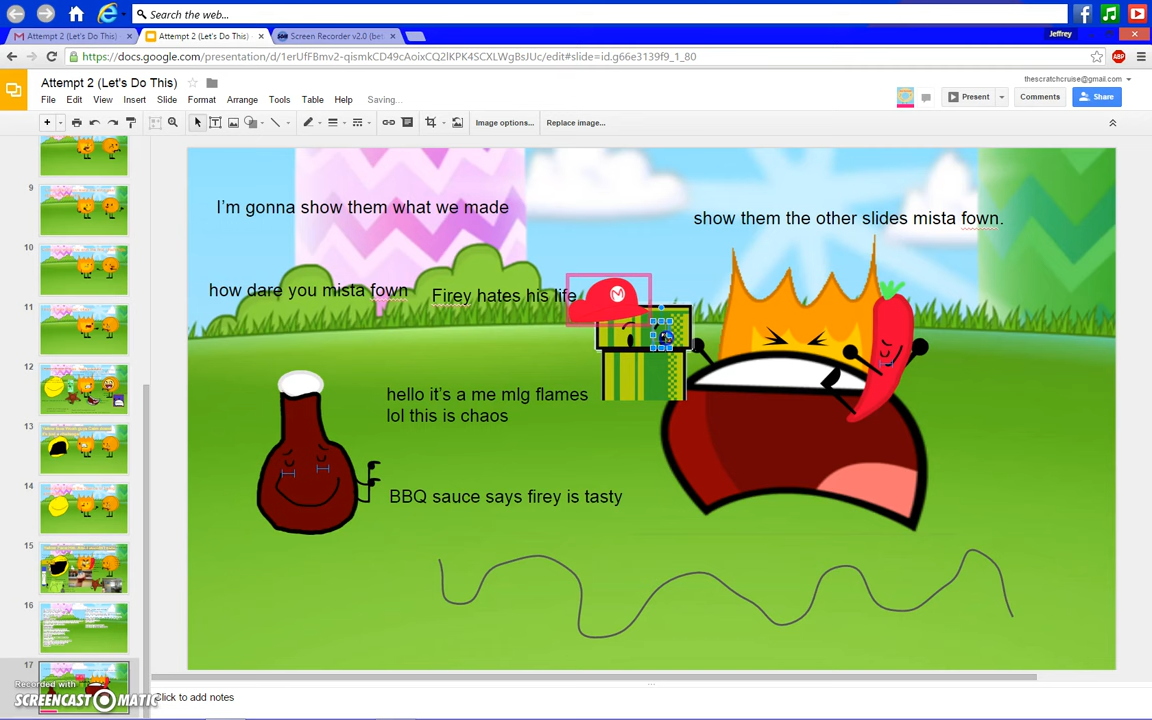 Search the web...
Attempt 2 (Let's Do This)
Attempt 2 (Let's Do This)
Screen Recorder v2.0 (bet
Jeffrey
https://docs.google.com/presentation/d/1erUfFBmv2-qismkCD49cAoixCQ2lKPK4SCXLWgBsJUc/edit#slide=id.g66e3139f9_1_80
ABP
Attempt 2 (Let's Do This)
thescratchcruise@gmail.com
File Edit View Insert Slide Format Arrange Tools Table Help Saving...
Present
Comments
Share
Image options...
Replace image...
9
10
11
12
13
14
15
16
17
I'm gonna show them what we made
show them the other slides mista fown.
how dare you mista fown
Firey hates his life
M
hello it's a me mlg flames
lol this is chaos
BBQ sauce says firey is tasty
Recorded with
SCREENCAST-O-MATIC
Click to add notes